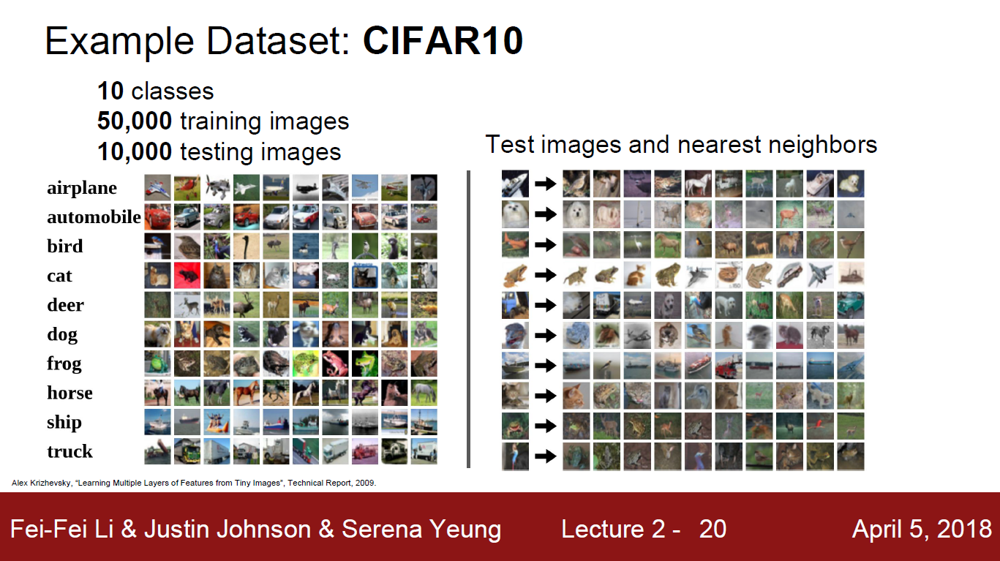 Example Dataset: CIFAR10
10 classes
50,000 training images
10,000 testing images
airplane
automobile
bird
cat
deer
dog
frog
horse
ship
truck
Test images and nearest neighbors
Alex Krizhevsky, “Learning Multiple Layers of Features from Tiny Images”, Technical Report, 2009.
Fei-Fei Li & Justin Johnson & Serena Yeung
Lecture 2 - 20
April 5, 2018